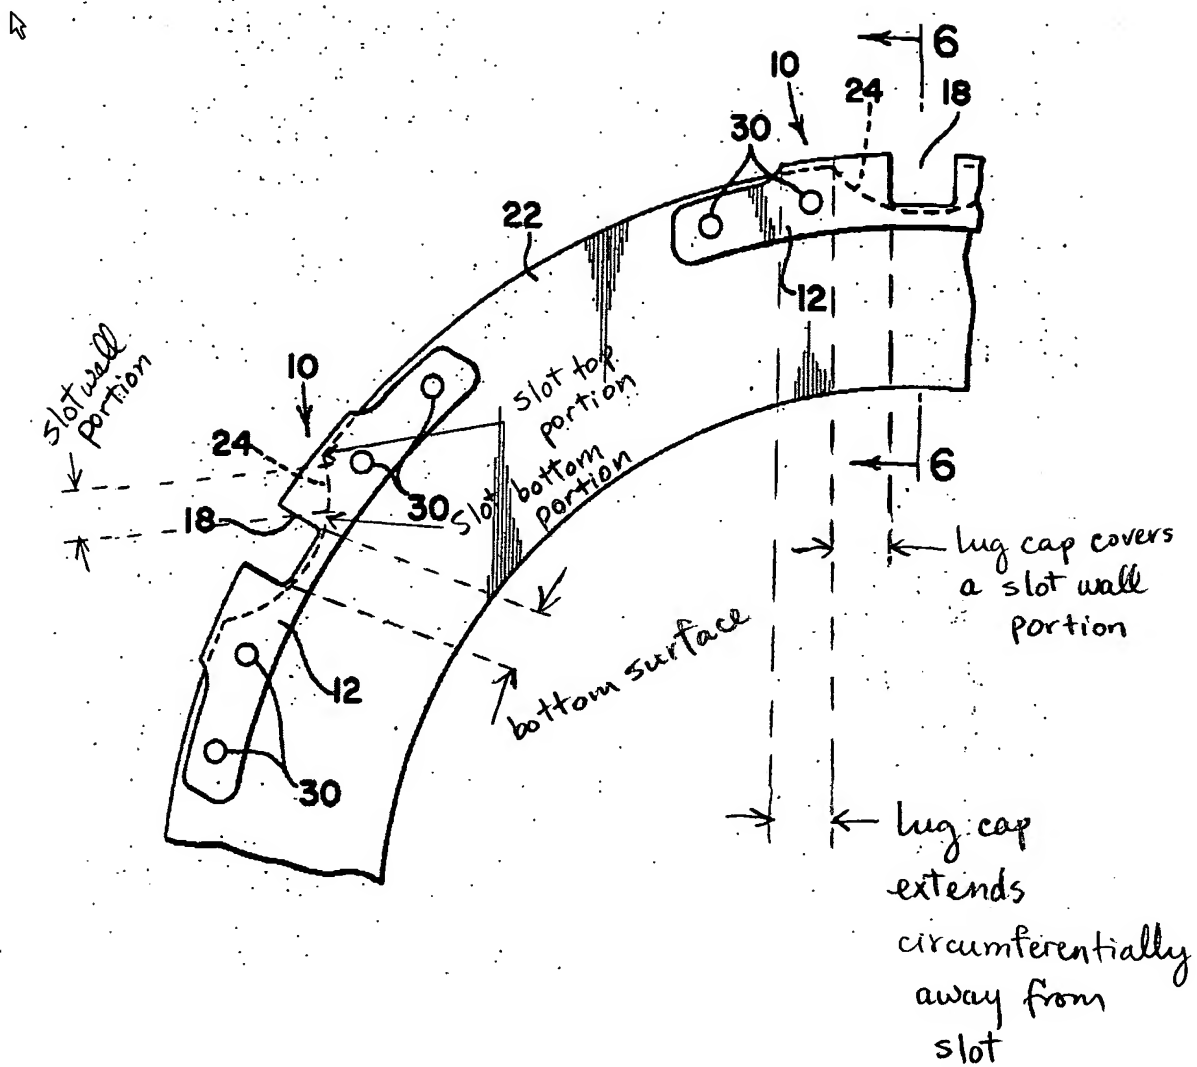 6
10
24
18
30
22
12
slot wall
portion
10
slot top
portion
24
slot bottom
portion
30
18
6
lug cap covers
a slot wall
portion
bottom surface
12
30
lug cap
extends
circumferentially
away from
slot